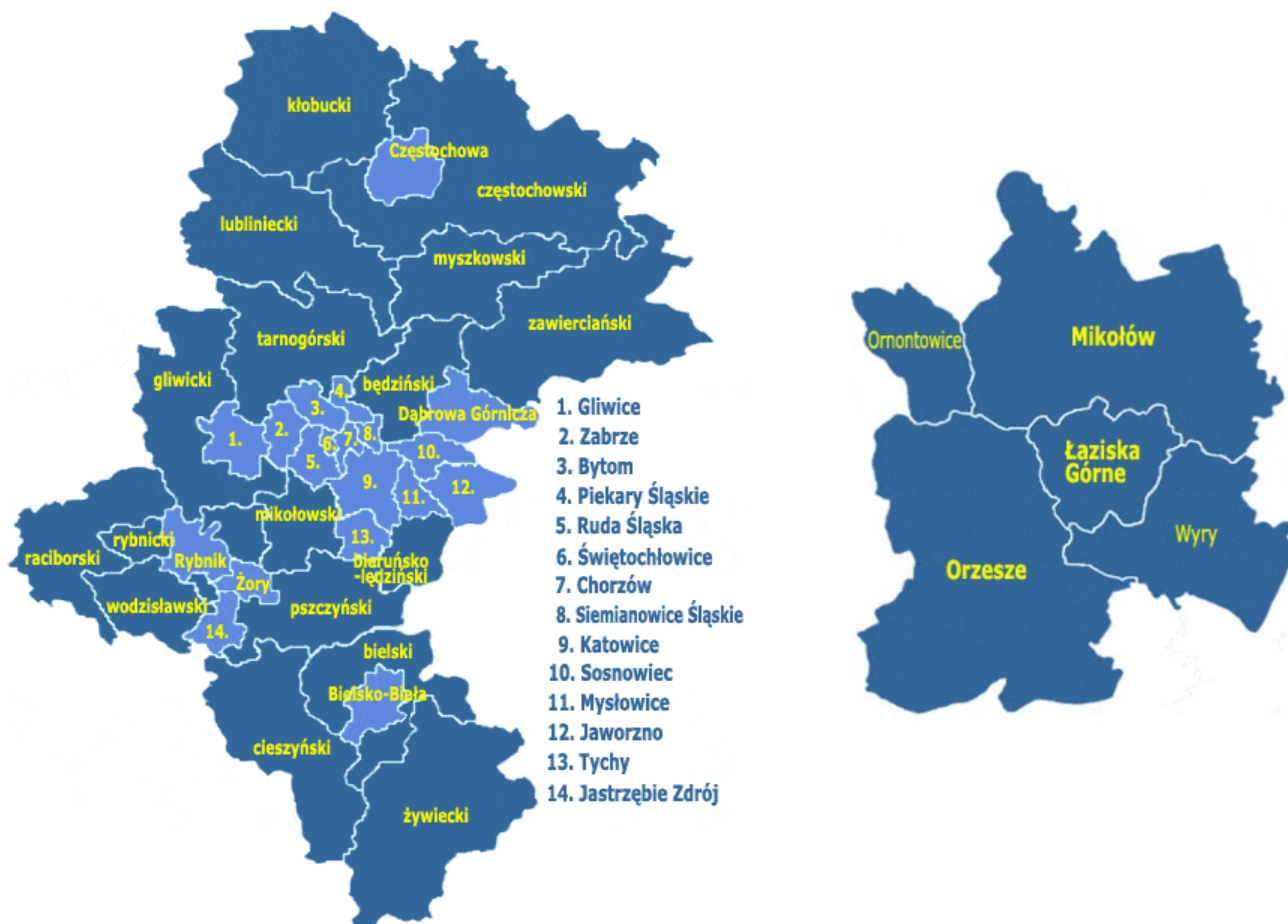 kłobucki
Częstochowa
częstochowski
lubliniecki
myszkowski
zawierciański
tarnogórski
gliwicki
będziński
4.
3.
Dąbrowa Górnicza
1.
2.
6.
7.
8.
10.
5.
9.
11.
12.
mikołowski
13.
rybnicki
raciborski
Rybnik
bieruńsko
-lędziński
Żory
wodzisławski
pszczyński
14.
bielski
Bielsko-Biała
cieszyński
żywiecki
1. Gliwice
2. Zabrze
3. Bytom
4. Piekary Śląskie
5. Ruda Śląska
6. Świętochłowice
7. Chorzów
8. Siemianowice Śląskie
9. Katowice
10. Sosnowiec
11. Mysłowice
12. Jaworzno
13. Tychy
14. Jastrzębie Zdrój
Ornontowice
Mikołów
Łaziska
Górne
Wyry
Orzesze